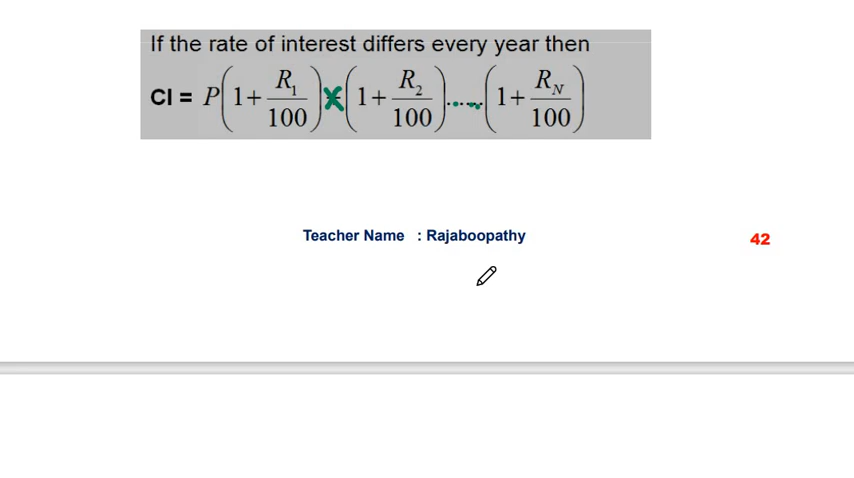 If the rate of interest differs every year then
CI = P(1+R₁/100)×(1+R₂/100)......(1+R_N/100)
Teacher Name : Rajaboopathy
42